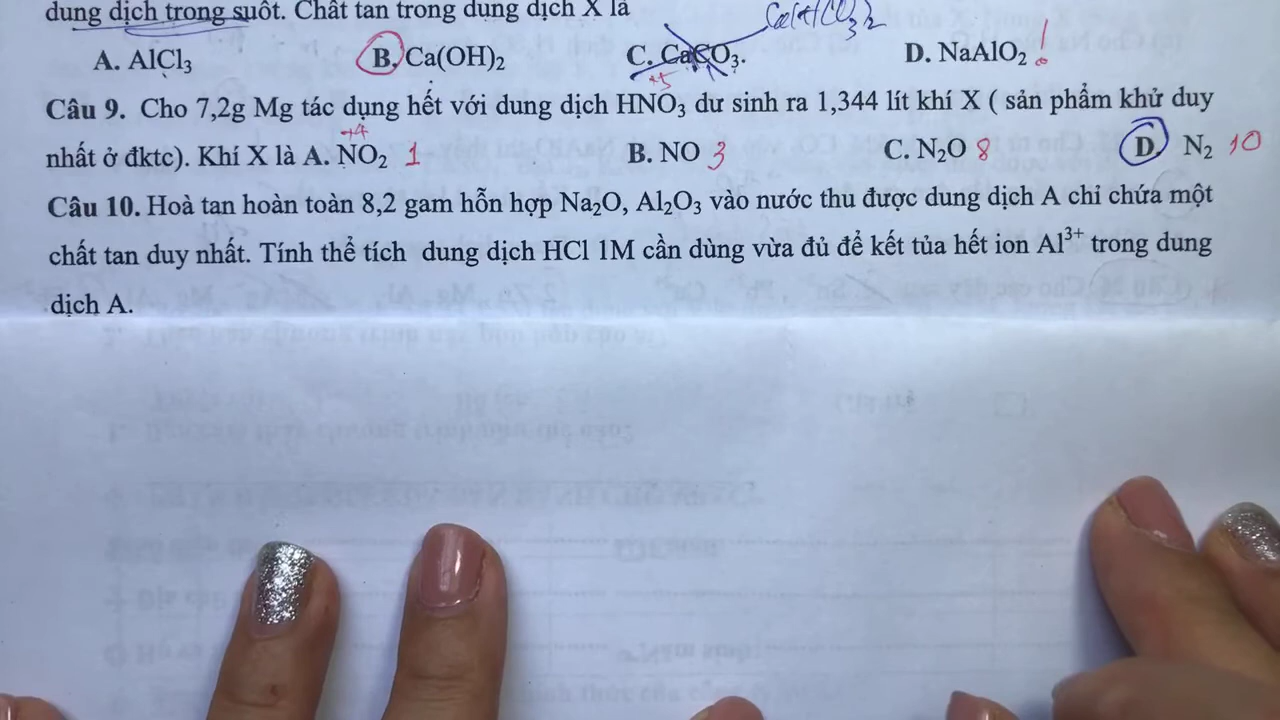 dung dịch trong suốt. Chất tan trong dung dịch X là
A. AlCl3 B. Ca(OH)2 C. CaCO3. D. NaAlO2 !
+5
Câu 9. Cho 7,2g Mg tác dụng hết với dung dịch HNO3 dư sinh ra 1,344 lít khí X ( sản phẩm khử duy
+4
nhất ở đktc). Khí X là A. NO2 1 B. NO 3 C. N2O 8 D. N2 10
Câu 10. Hoà tan hoàn toàn 8,2 gam hỗn hợp Na2O, Al2O3 vào nước thu được dung dịch A chỉ chứa một
chất tan duy nhất. Tính thể tích dung dịch HCl 1M cần dùng vừa đủ để kết tủa hết ion Al3+ trong dung
dịch A.